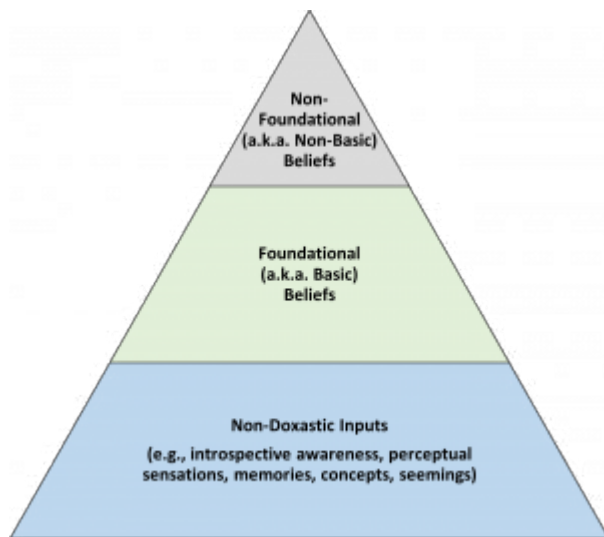 Non-
Foundational
(a.k.a. Non-Basic)
Beliefs
Foundational
(a.k.a. Basic)
Beliefs
Non-Doxastic Inputs
(e.g., introspective awareness, perceptual
sensations, memories, concepts, seemings)